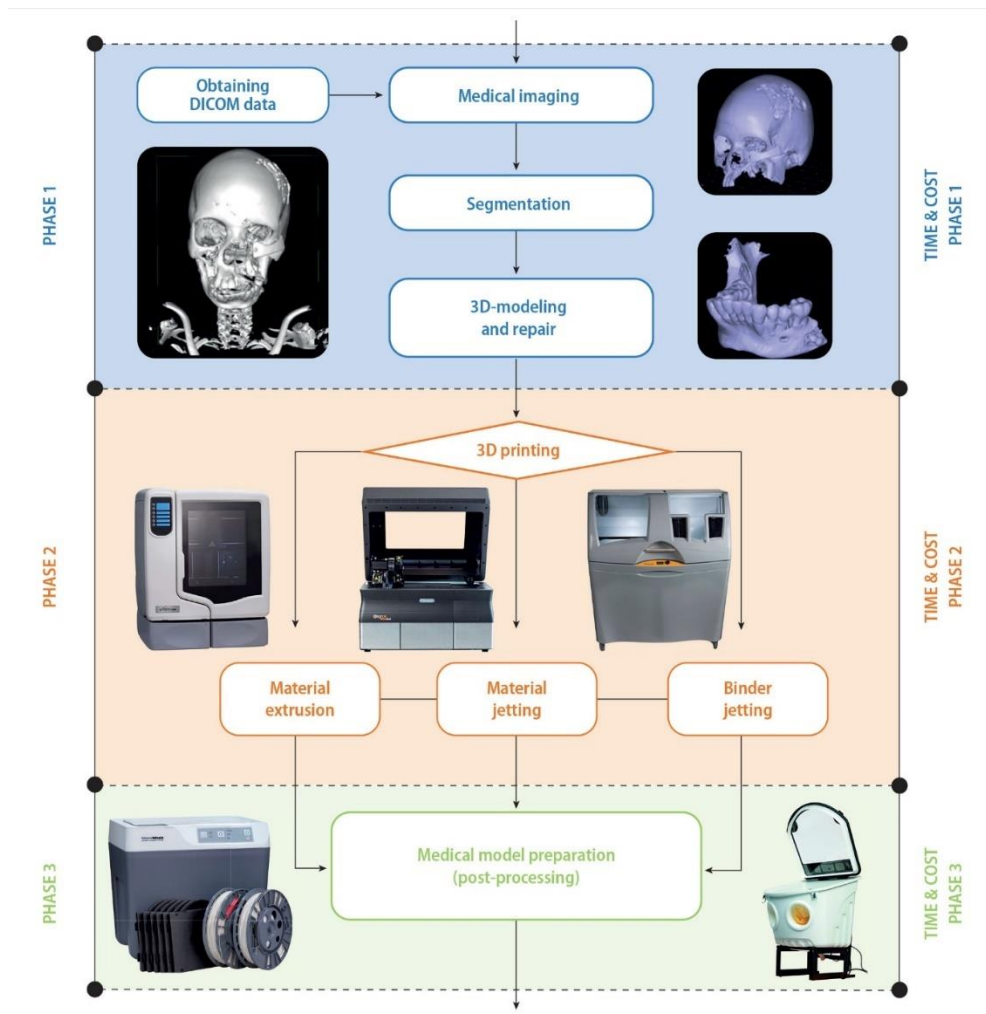 PHASE 1
Obtaining
DICOM data
Medical imaging
Segmentation
3D-modeling
and repair
TIME & COST
PHASE 1
PHASE 2
3D printing
Material
extrusion
Material
jetting
Binder
jetting
TIME & COST
PHASE 2
PHASE 3
Medical model preparation
(post-processing)
TIME & COST
PHASE 3